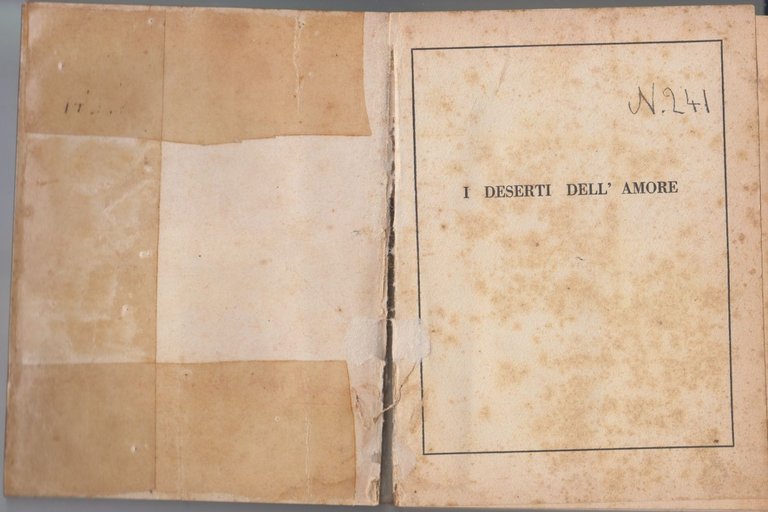 N. 241
I DESERTI DELL' AMORE